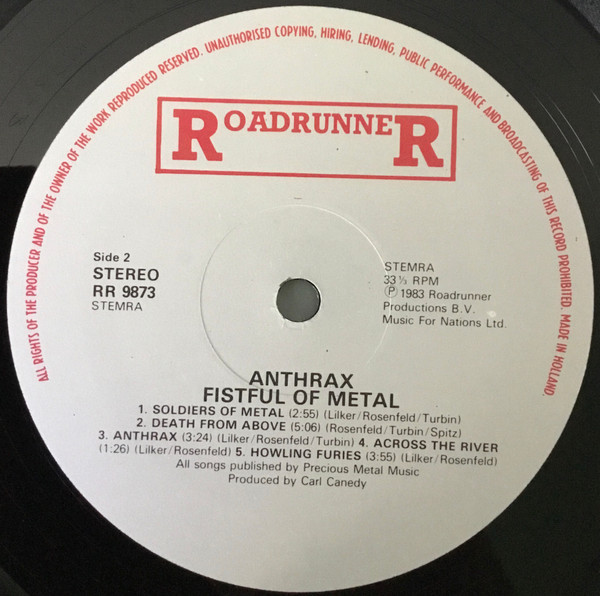 ALL RIGHTS OF THE PRODUCER AND OF THE OWNER OF THE WORK REPRODUCED RESERVED. UNAUTHORISED COPYING, HIRING, LENDING, PUBLIC PERFORMANCE AND BROADCASTING OF THIS RECORD PROHIBITED. MADE IN HOLLAND.
ROADRUNNER
Side 2
STEREO
RR 9873
STEMRA
STEMRA
33⅓ RPM
Ⓟ 1983 Roadrunner
Productions B.V.
Music For Nations Ltd.
ANTHRAX
FISTFUL OF METAL
1. SOLDIERS OF METAL (2:55) (Lilker/Rosenfeld/Turbin)
2. DEATH FROM ABOVE (5:06) (Rosenfeld/Turbin/Spitz)
3. ANTHRAX (3:24) (Lilker/Rosenfeld/Turbin) 4. ACROSS THE RIVER
(1:26) (Lilker/Rosenfeld) 5. HOWLING FURIES (3:55) (Lilker/Rosenfeld)
All songs published by Precious Metal Music
Produced by Carl Canedy